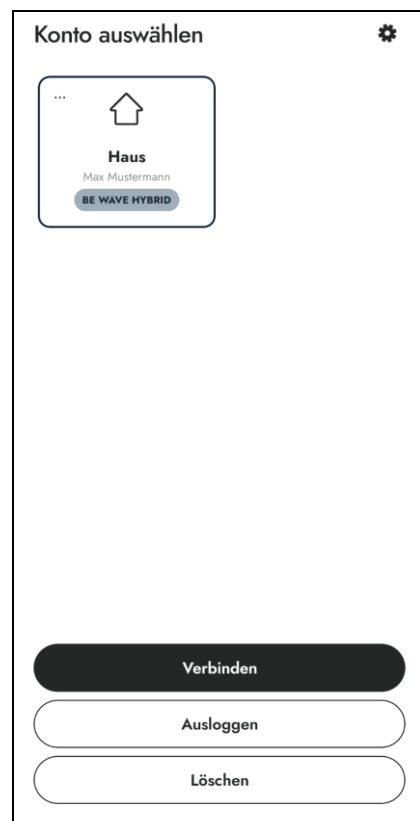 Konto auswählen
...
Haus
Max Mustermann
BE WAVE HYBRID
Verbinden
Ausloggen
Löschen